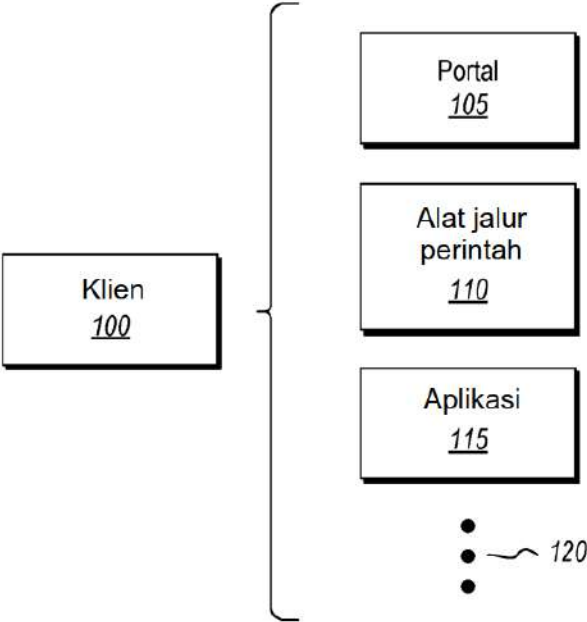 Klien
100
Portal
105
Alat jalur
perintah
110
Aplikasi
115
120